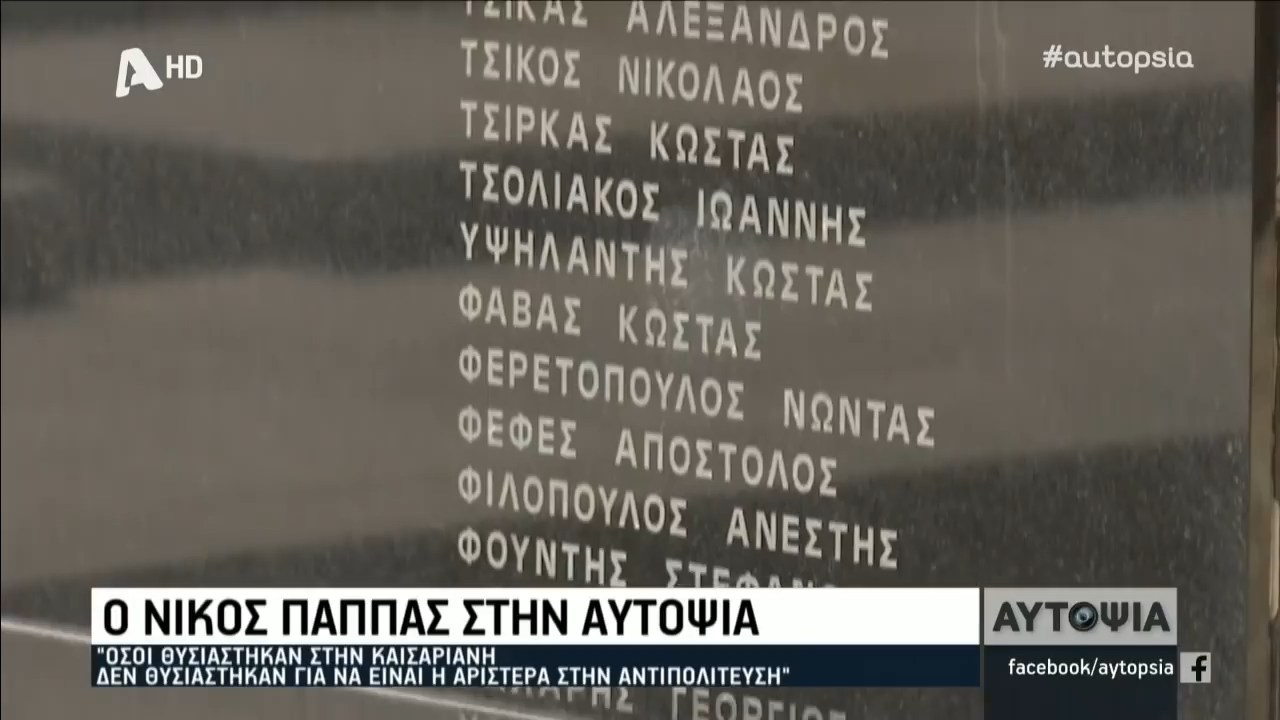 HD
#autopsia
ΤΣΙΚΑΣ ΑΛΕΞΑΝΔΡΟΣ
ΤΣΙΚΟΣ ΝΙΚΟΛΑΟΣ
ΤΣΙΡΚΑΣ ΚΩΣΤΑΣ
ΤΣΟΛΙΑΚΟΣ ΙΩΑΝΝΗΣ
ΥΨΗΛΑΝΤΗΣ ΚΩΣΤΑΣ
ΦΑΒΑΣ ΚΩΣΤΑΣ
ΦΕΡΕΤΟΠΟΥΛΟΣ ΝΩΝΤΑΣ
ΦΕΦΕΣ ΑΠΟΣΤΟΛΟΣ
ΦΙΛΟΠΟΥΛΟΣ ΑΝΕΣΤΗΣ
ΦΟΥΝΤΗΣ
Ο ΝΙΚΟΣ ΠΑΠΠΑΣ ΣΤΗΝ ΑΥΤΟΨΙΑ
"ΟΣΟΙ ΘΥΣΙΑΣΤΗΚΑΝ ΣΤΗΝ ΚΑΙΣΑΡΙΑΝΗ
ΔΕΝ ΘΥΣΙΑΣΤΗΚΑΝ ΓΙΑ ΝΑ ΕΙΝΑΙ Η ΑΡΙΣΤΕΡΑ ΣΤΗΝ ΑΝΤΙΠΟΛΙΤΕΥΣΗ"
ΑΥΤΟΨΙΑ
facebook/aytopsia
ΓΕΩΡΓΙΟΣ